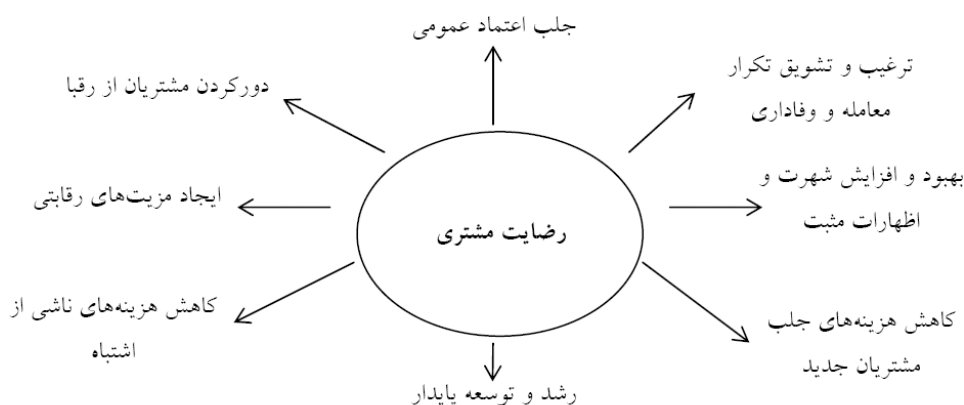 جلب اعتماد عمومی
ترغیب و تشویق تکرار
معامله و وفاداری
دورکردن مشتریان از رقبا
بهبود و افزایش شهرت و
اظهارات مثبت
ایجاد مزیت‌های رقابتی
رضایت مشتری
کاهش هزینه‌های جلب
مشتریان جدید
کاهش هزینه‌های ناشی از
اشتباه
رشد و توسعه پایدار